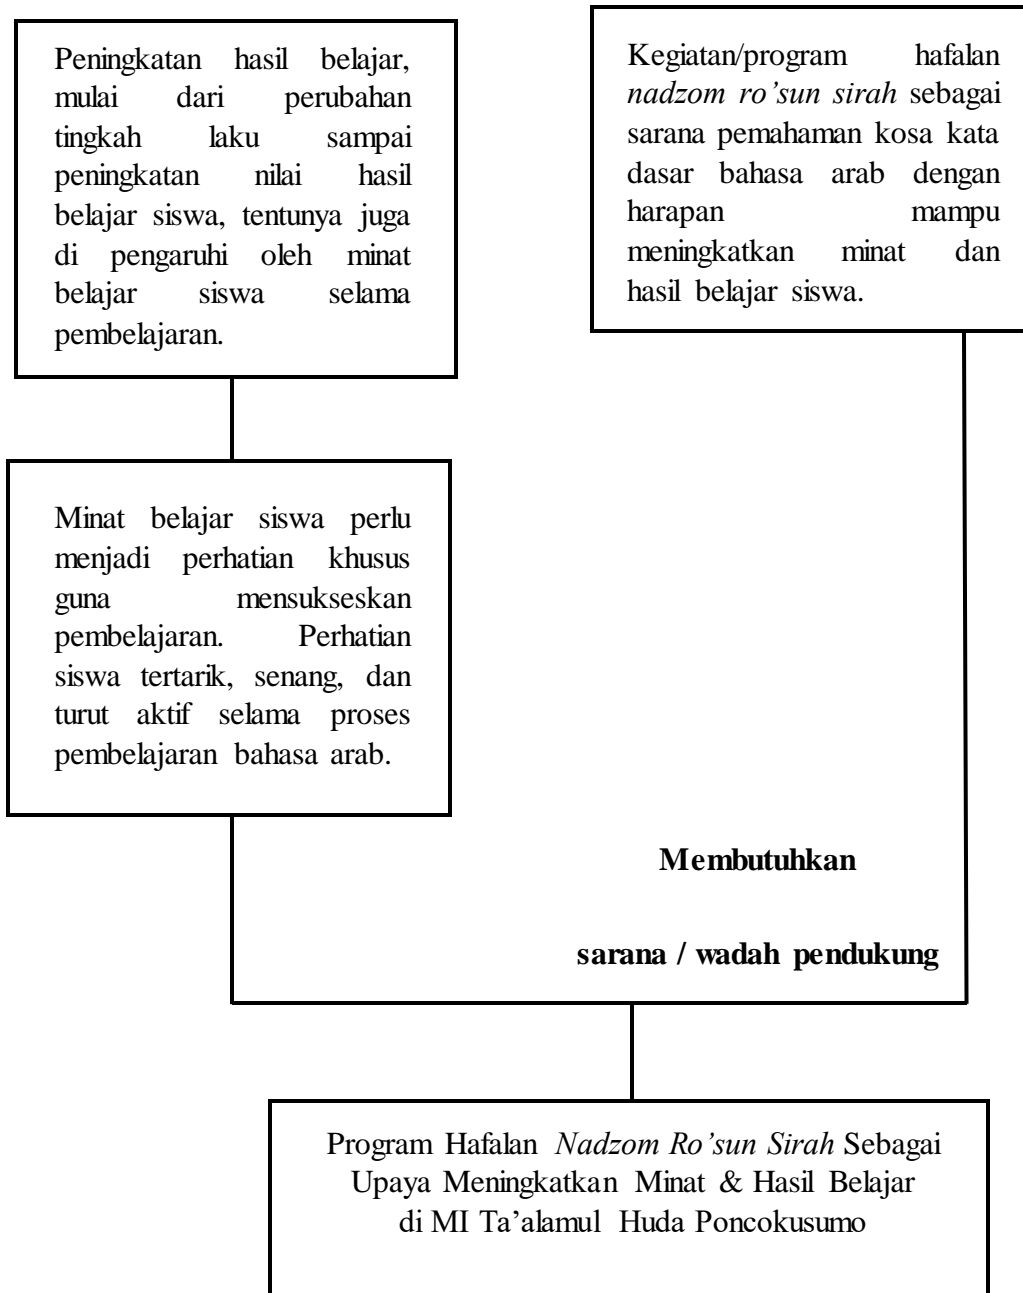 Peningkatan hasil belajar,
mulai dari perubahan
tingkah laku sampai
peningkatan nilai hasil
belajar siswa, tentunya juga
di pengaruhi oleh minat
belajar siswa selama
pembelajaran.
Kegiatan/program hafalan
nadzom ro’sun sirah sebagai
sarana pemahaman kosa kata
dasar bahasa arab dengan
harapan mampu
meningkatkan minat dan
hasil belajar siswa.
Minat belajar siswa perlu
menjadi perhatian khusus
guna mensukseskan
pembelajaran. Perhatian
siswa tertarik, senang, dan
turut aktif selama proses
pembelajaran bahasa arab.
Membutuhkan
sarana / wadah pendukung
Program Hafalan Nadzom Ro’sun Sirah Sebagai
Upaya Meningkatkan Minat & Hasil Belajar
di MI Ta’alamul Huda Poncokusumo